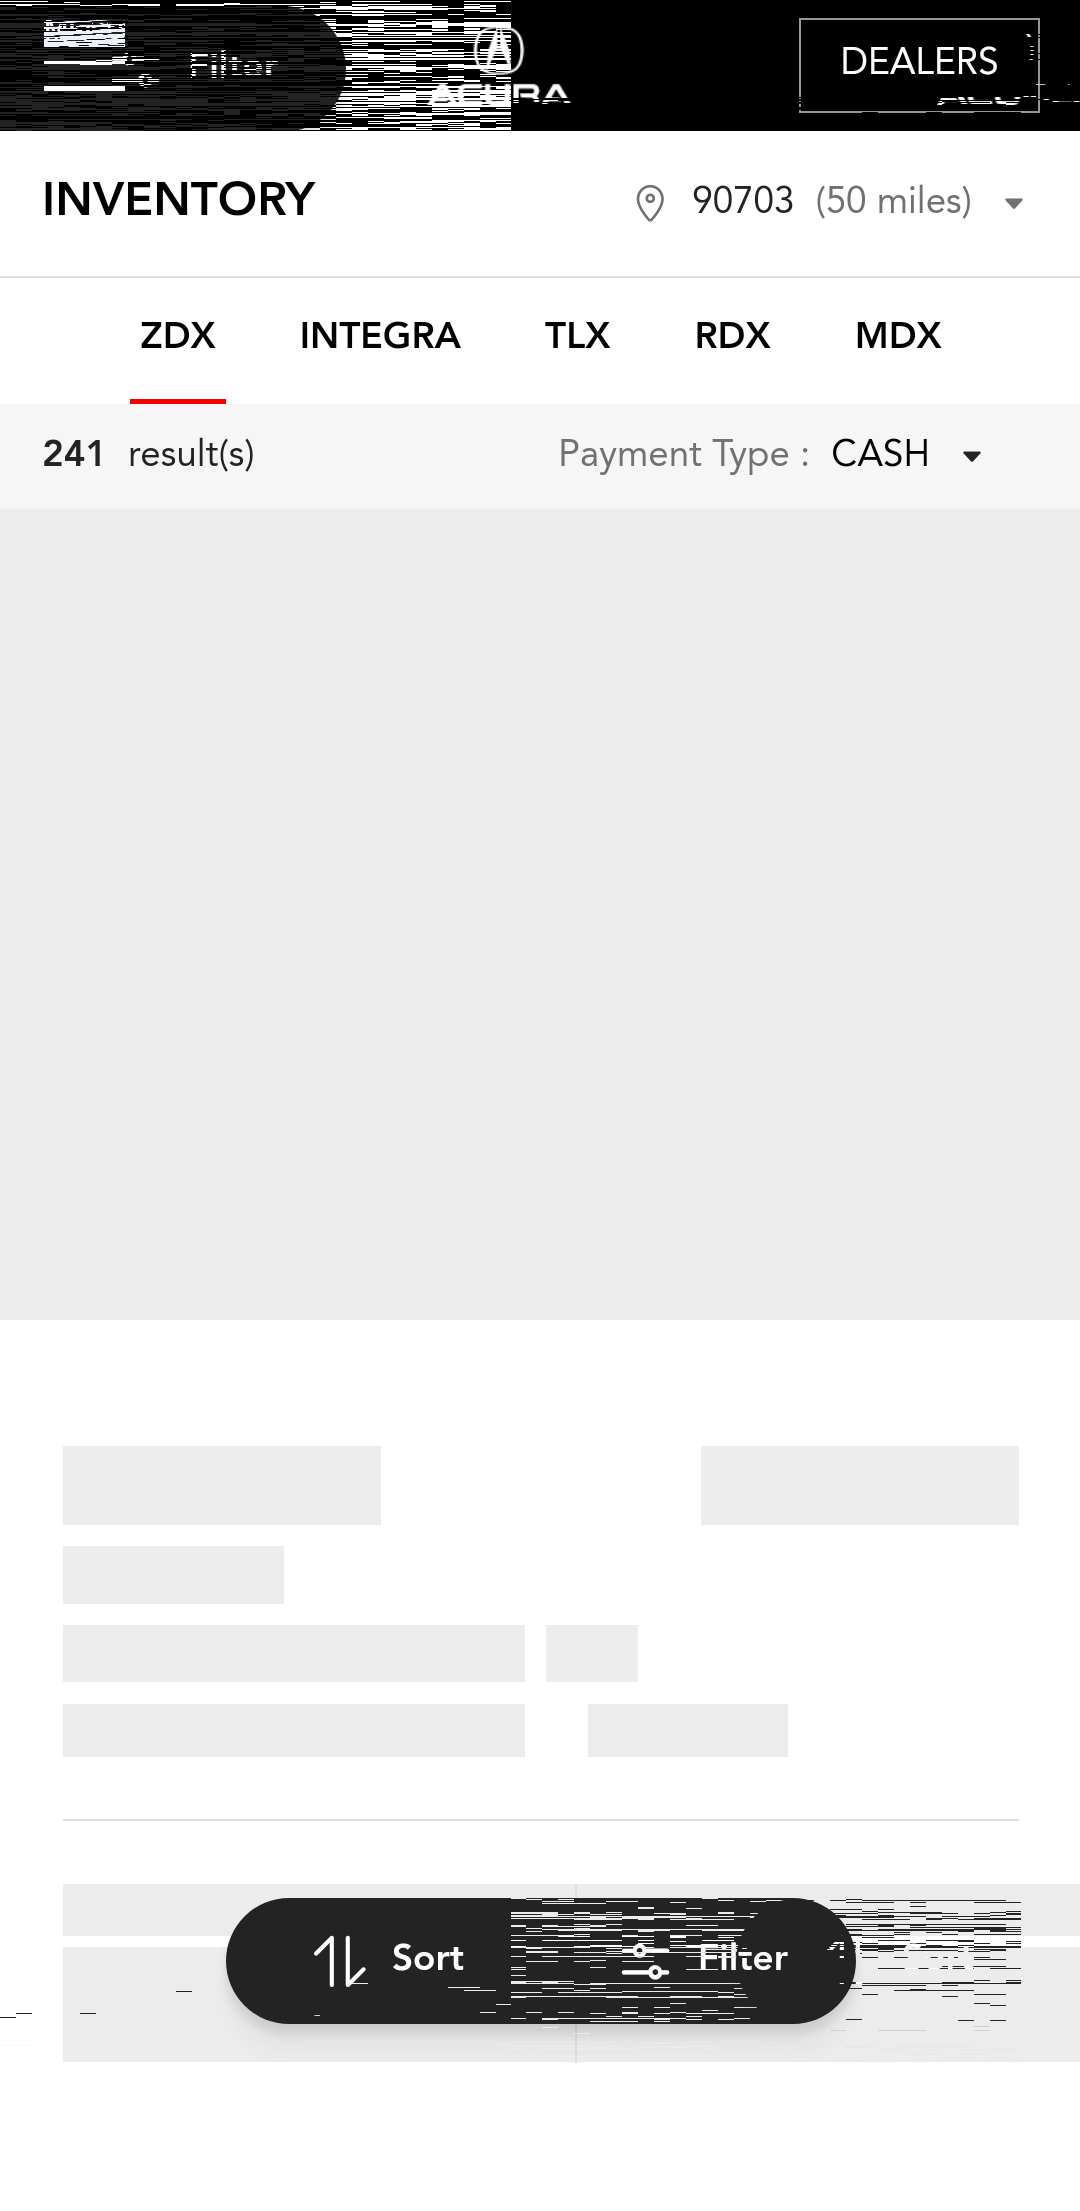 Filter
ACURA
DEALERS
INVENTORY
90703 (50 miles)
ZDX INTEGRA TLX RDX MDX
241 result(s)
Payment Type : CASH
Sort
Filter